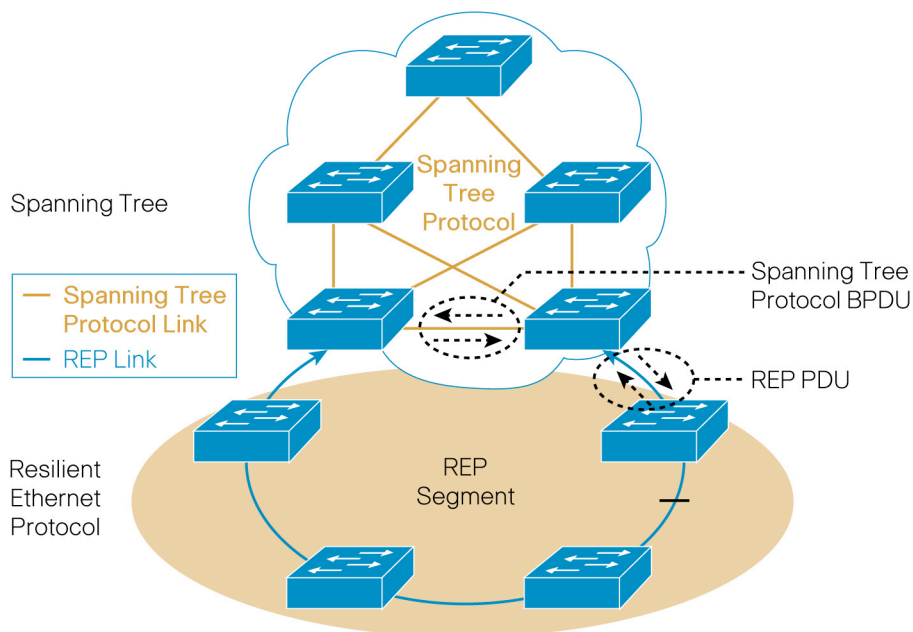 Spanning
Tree
Protocol
Spanning Tree
Spanning Tree
Protocol BPDU
Spanning Tree
Protocol Link
REP Link
REP PDU
Resilient
Ethernet
Protocol
REP
Segment